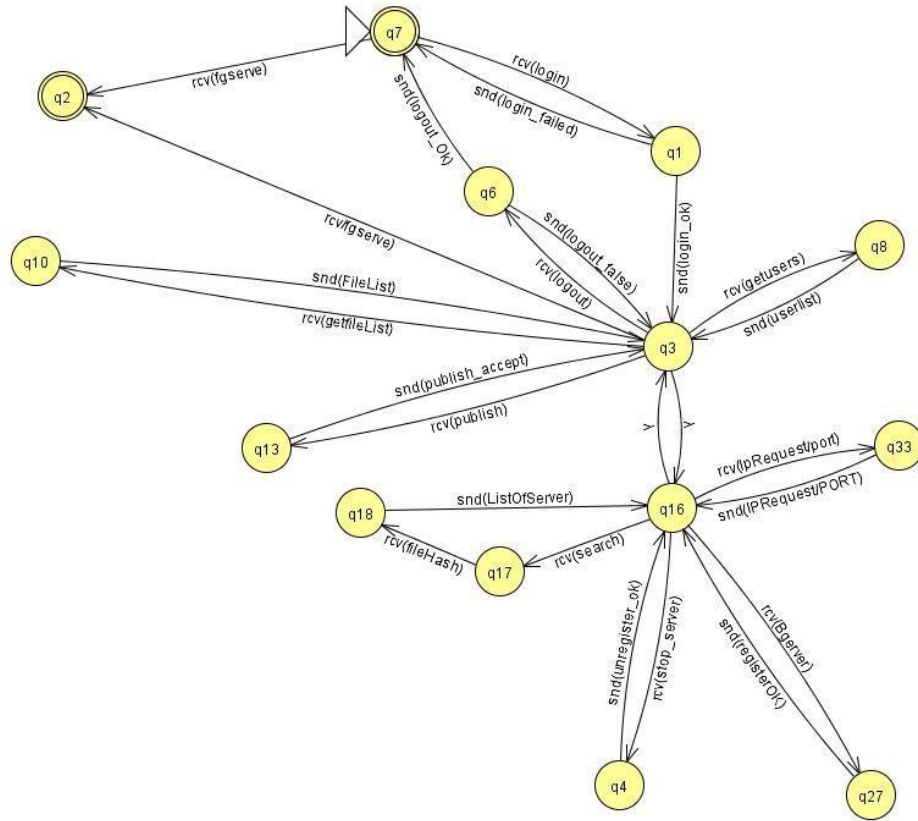 q7
rcv(fgserve)
q2
rcv(login)
snd(login_failed)
snd(logout_Ok)
q1
q6
rcv/fgserve)
snd(logout_false)
rcv(logout)
snd(login_ok)
q8
rcv(getusers)
snd(userlist)
q10
snd(FileList)
rcv(getfileList)
q3
snd(publish_accept)
rcv(publish)
q13
q33
rcv(IpRequest/port)
snd(IPRequest/PORT)
q18
snd(ListOfServer)
q16
rcv(fileHash)
rcv(search)
q17
snd(unregister_ok)
rcv(stop_server)
rcv(Bgerver)
snd(registerOK)
q4
q27